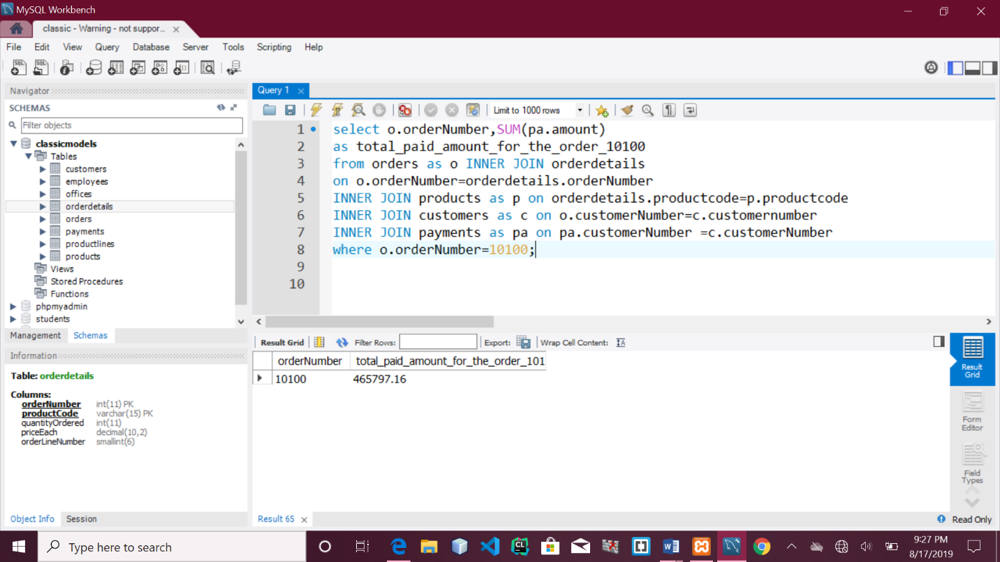 MySQL Workbench
classic - Warning - not suppor...
File Edit View Query Database Server Tools Scripting Help
Navigator
SCHEMAS
Filter objects
classicmodels
Tables
customers
employees
offices
orderdetails
orders
payments
productlines
products
Views
Stored Procedures
Functions
phpmyadmin
students
Management Schemas
Information
Table: orderdetails
Columns:
orderNumber int(11) PK
productCode varchar(15) PK
quantityOrdered int(11)
priceEach decimal(10,2)
orderLineNumber smallint(6)
Object Info Session
Query 1
Limit to 1000 rows
1 select o.orderNumber,SUM(pa.amount)
2 as total_paid_amount_for_the_order_10100
3 from orders as o INNER JOIN orderdetails
4 on o.orderNumber=orderdetails.orderNumber
5 INNER JOIN products as p on orderdetails.productcode=p.productcode
6 INNER JOIN customers as c on o.customerNumber=c.customernumber
7 INNER JOIN payments as pa on pa.customerNumber =c.customerNumber
8 where o.orderNumber=10100;
9
10
Result Grid Filter Rows: Export: Wrap Cell Content:
orderNumber total_paid_amount_for_the_order_101
10100 465797.16
Result
Grid
Form
Editor
Field
Types
Result 65
Read Only
Type here to search
9:27 PM
8/17/2019